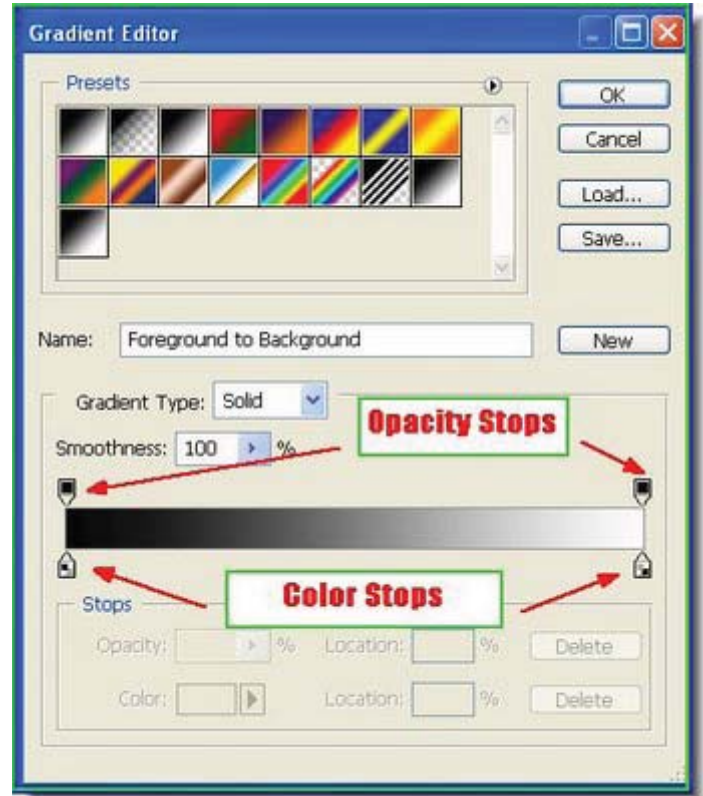 Gradient Editor
Presets
OK
Cancel
Load...
Save...
Name: Foreground to Background New
Gradient Type: Solid
Opacity Stops
Smoothness: 100 %
Color Stops
Stops
Opacity: % Location: % Delete
Color: Location: % Delete